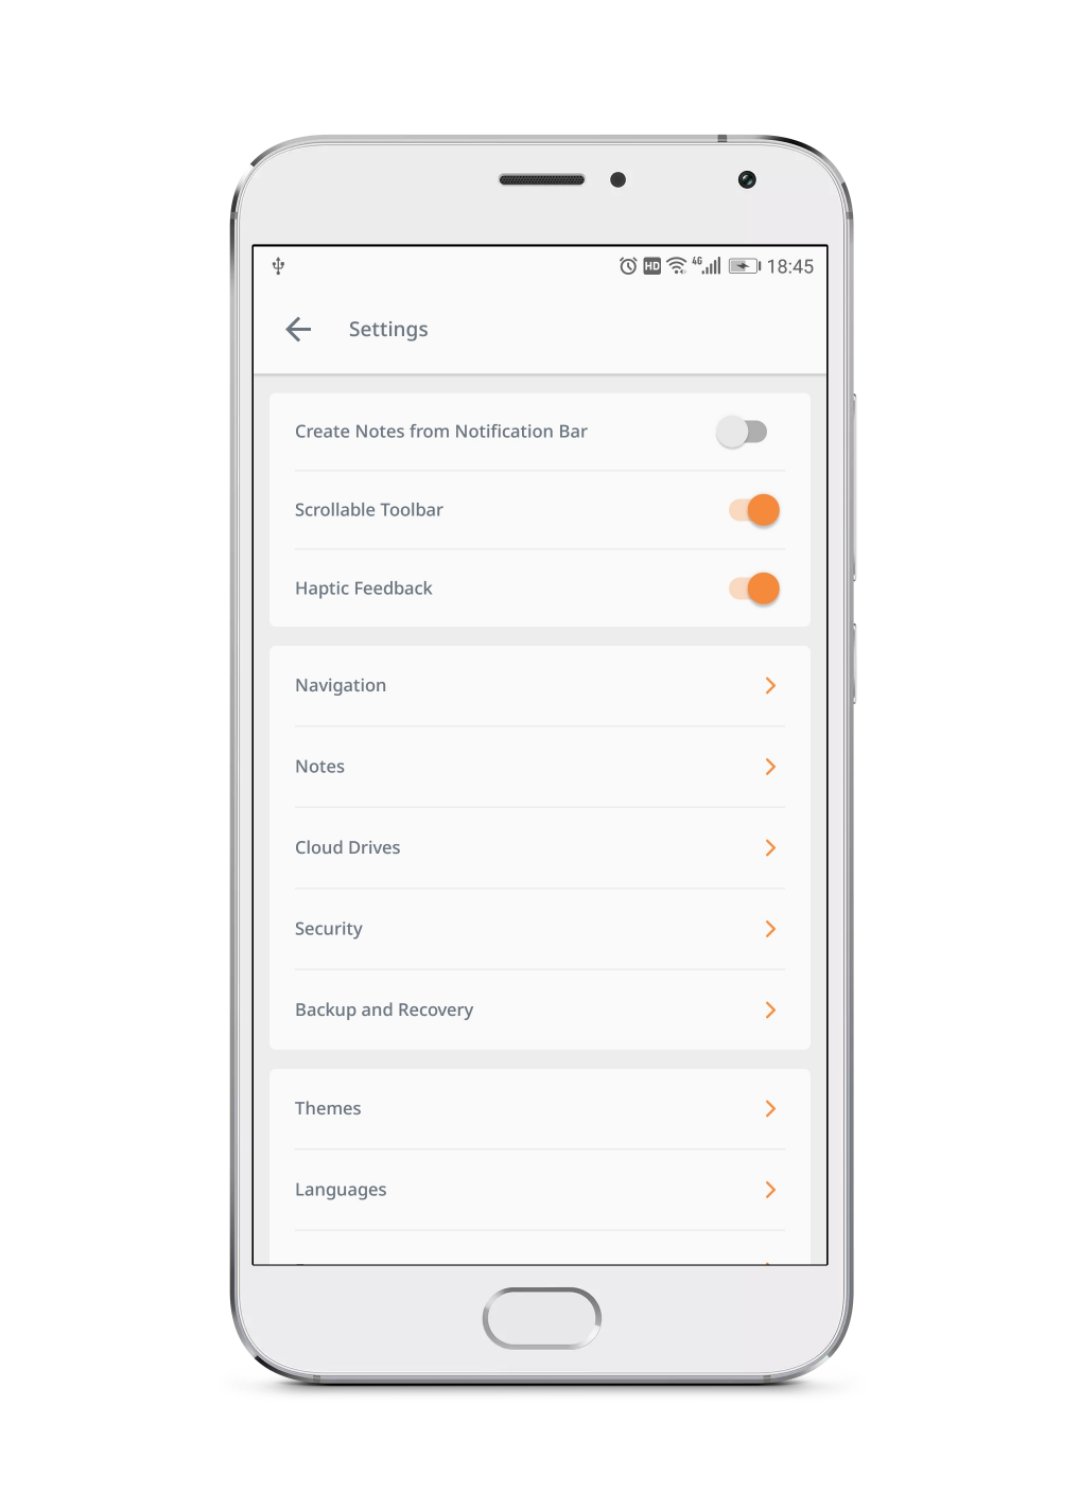 HD 4G 18:45
Settings
Create Notes from Notification Bar
Scrollable Toolbar
Haptic Feedback
Navigation
Notes
Cloud Drives
Security
Backup and Recovery
Themes
Languages